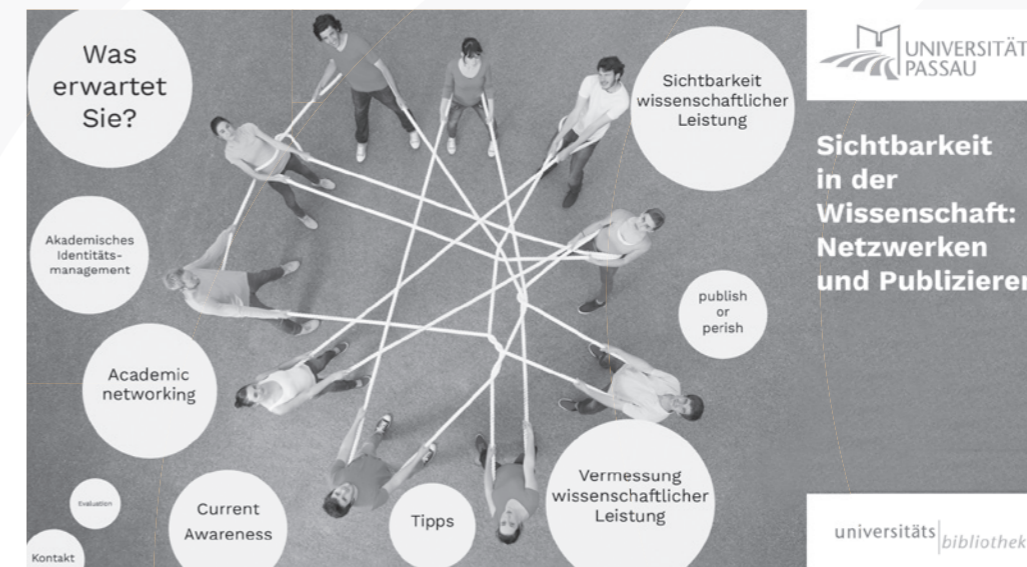 Was
erwartet
Sie?
Sichtbarkeit
wissenschaftlicher
Leistung
Akademisches
Identitäts-
management
publish
or
perish
Academic
networking
Vermessung
wissenschaftlicher
Leistung
Evaluation
Current
Awareness
Tipps
Kontakt
UNIVERSITÄT
PASSAU
Sichtbarkeit
in der
Wissenschaft:
Netzwerken
und Publizieren
universitäts bibliothek